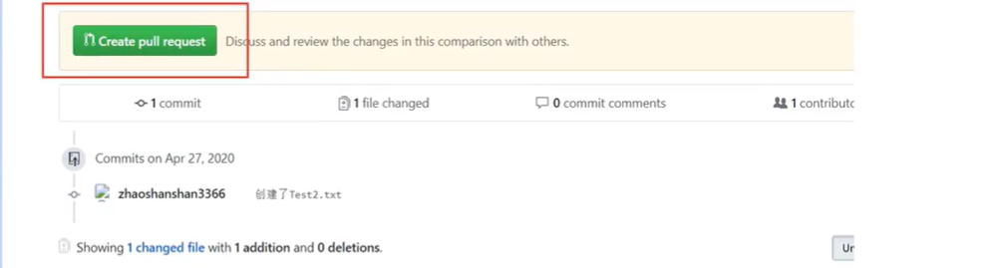 Create pull request Discuss and review the changes in this comparison with others.
1 commit 1 file changed 0 commit comments 1
Commits on Apr 27, 2020
zhaoshanshan3366 创建了Test2.txt
Showing 1 changed file with 1 addition and 0 deletions.